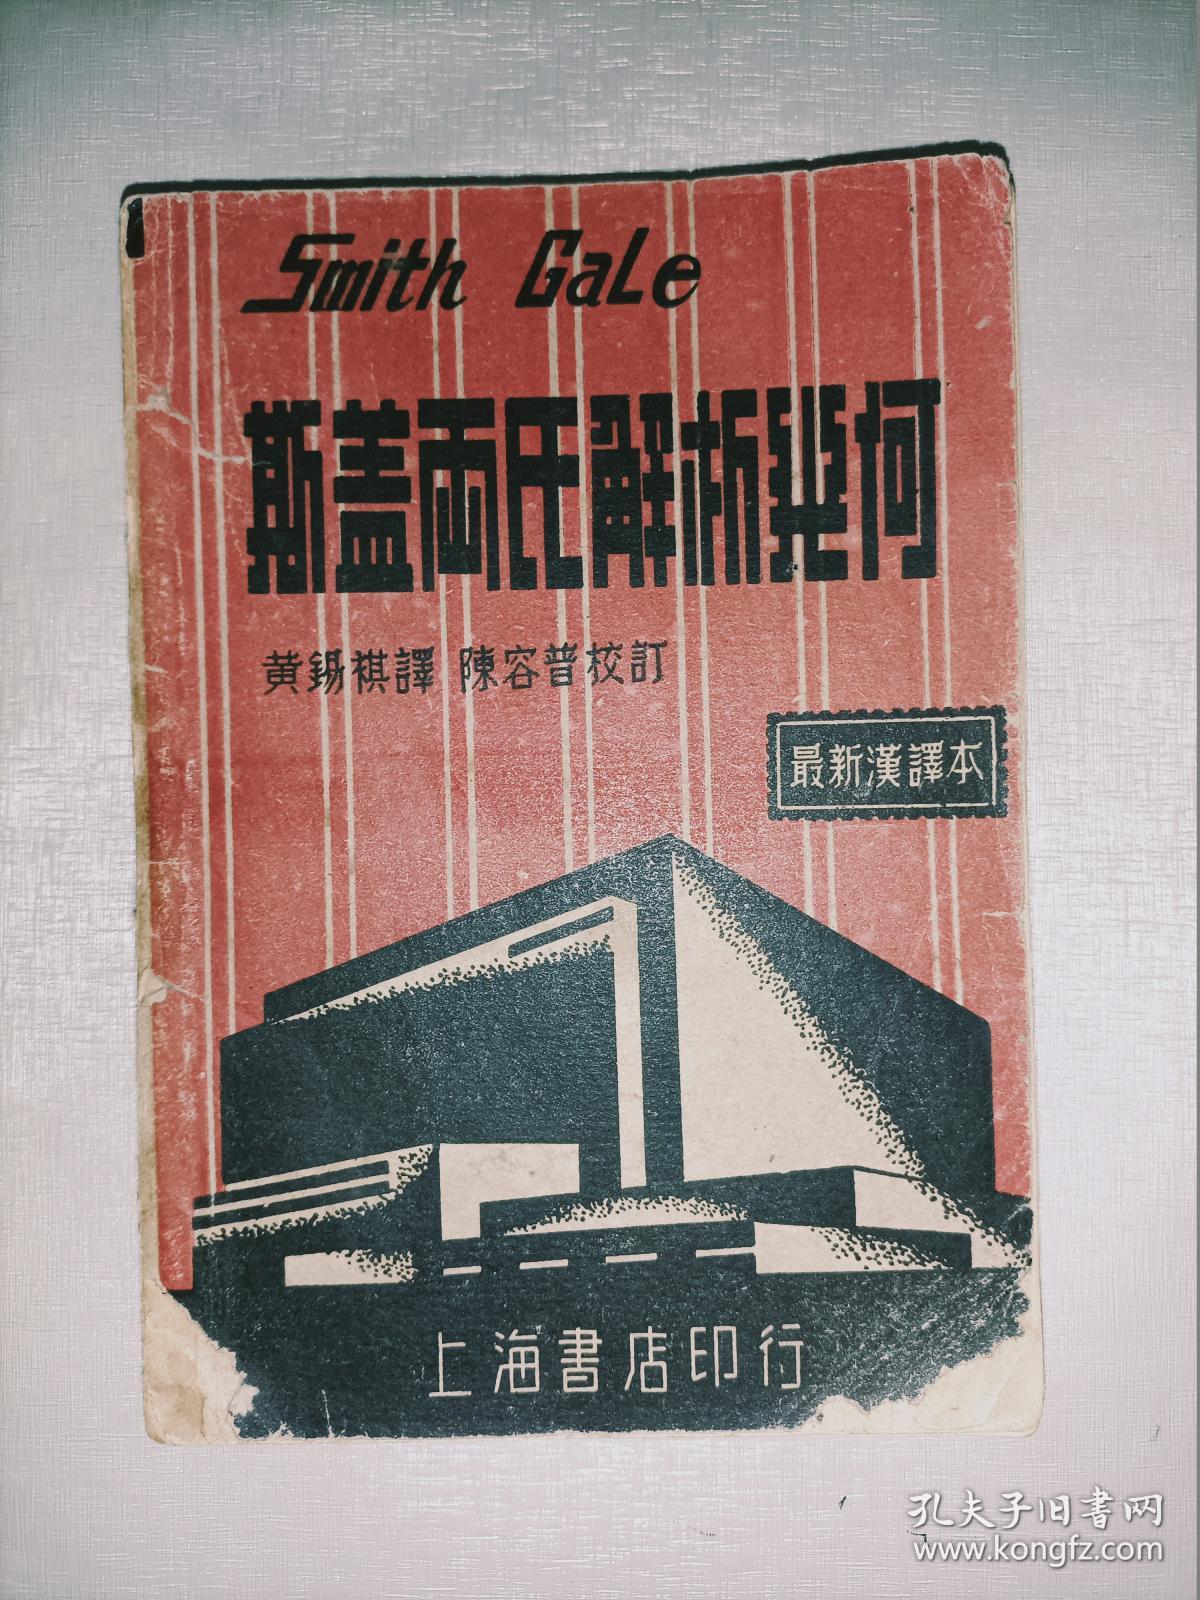 Smith GaLe
斯盖両氏解析幾何
黄錫祺譯 陳容普校訂
最新漢譯本
上海書店印行
孔夫子旧书网
www.kongfz.com